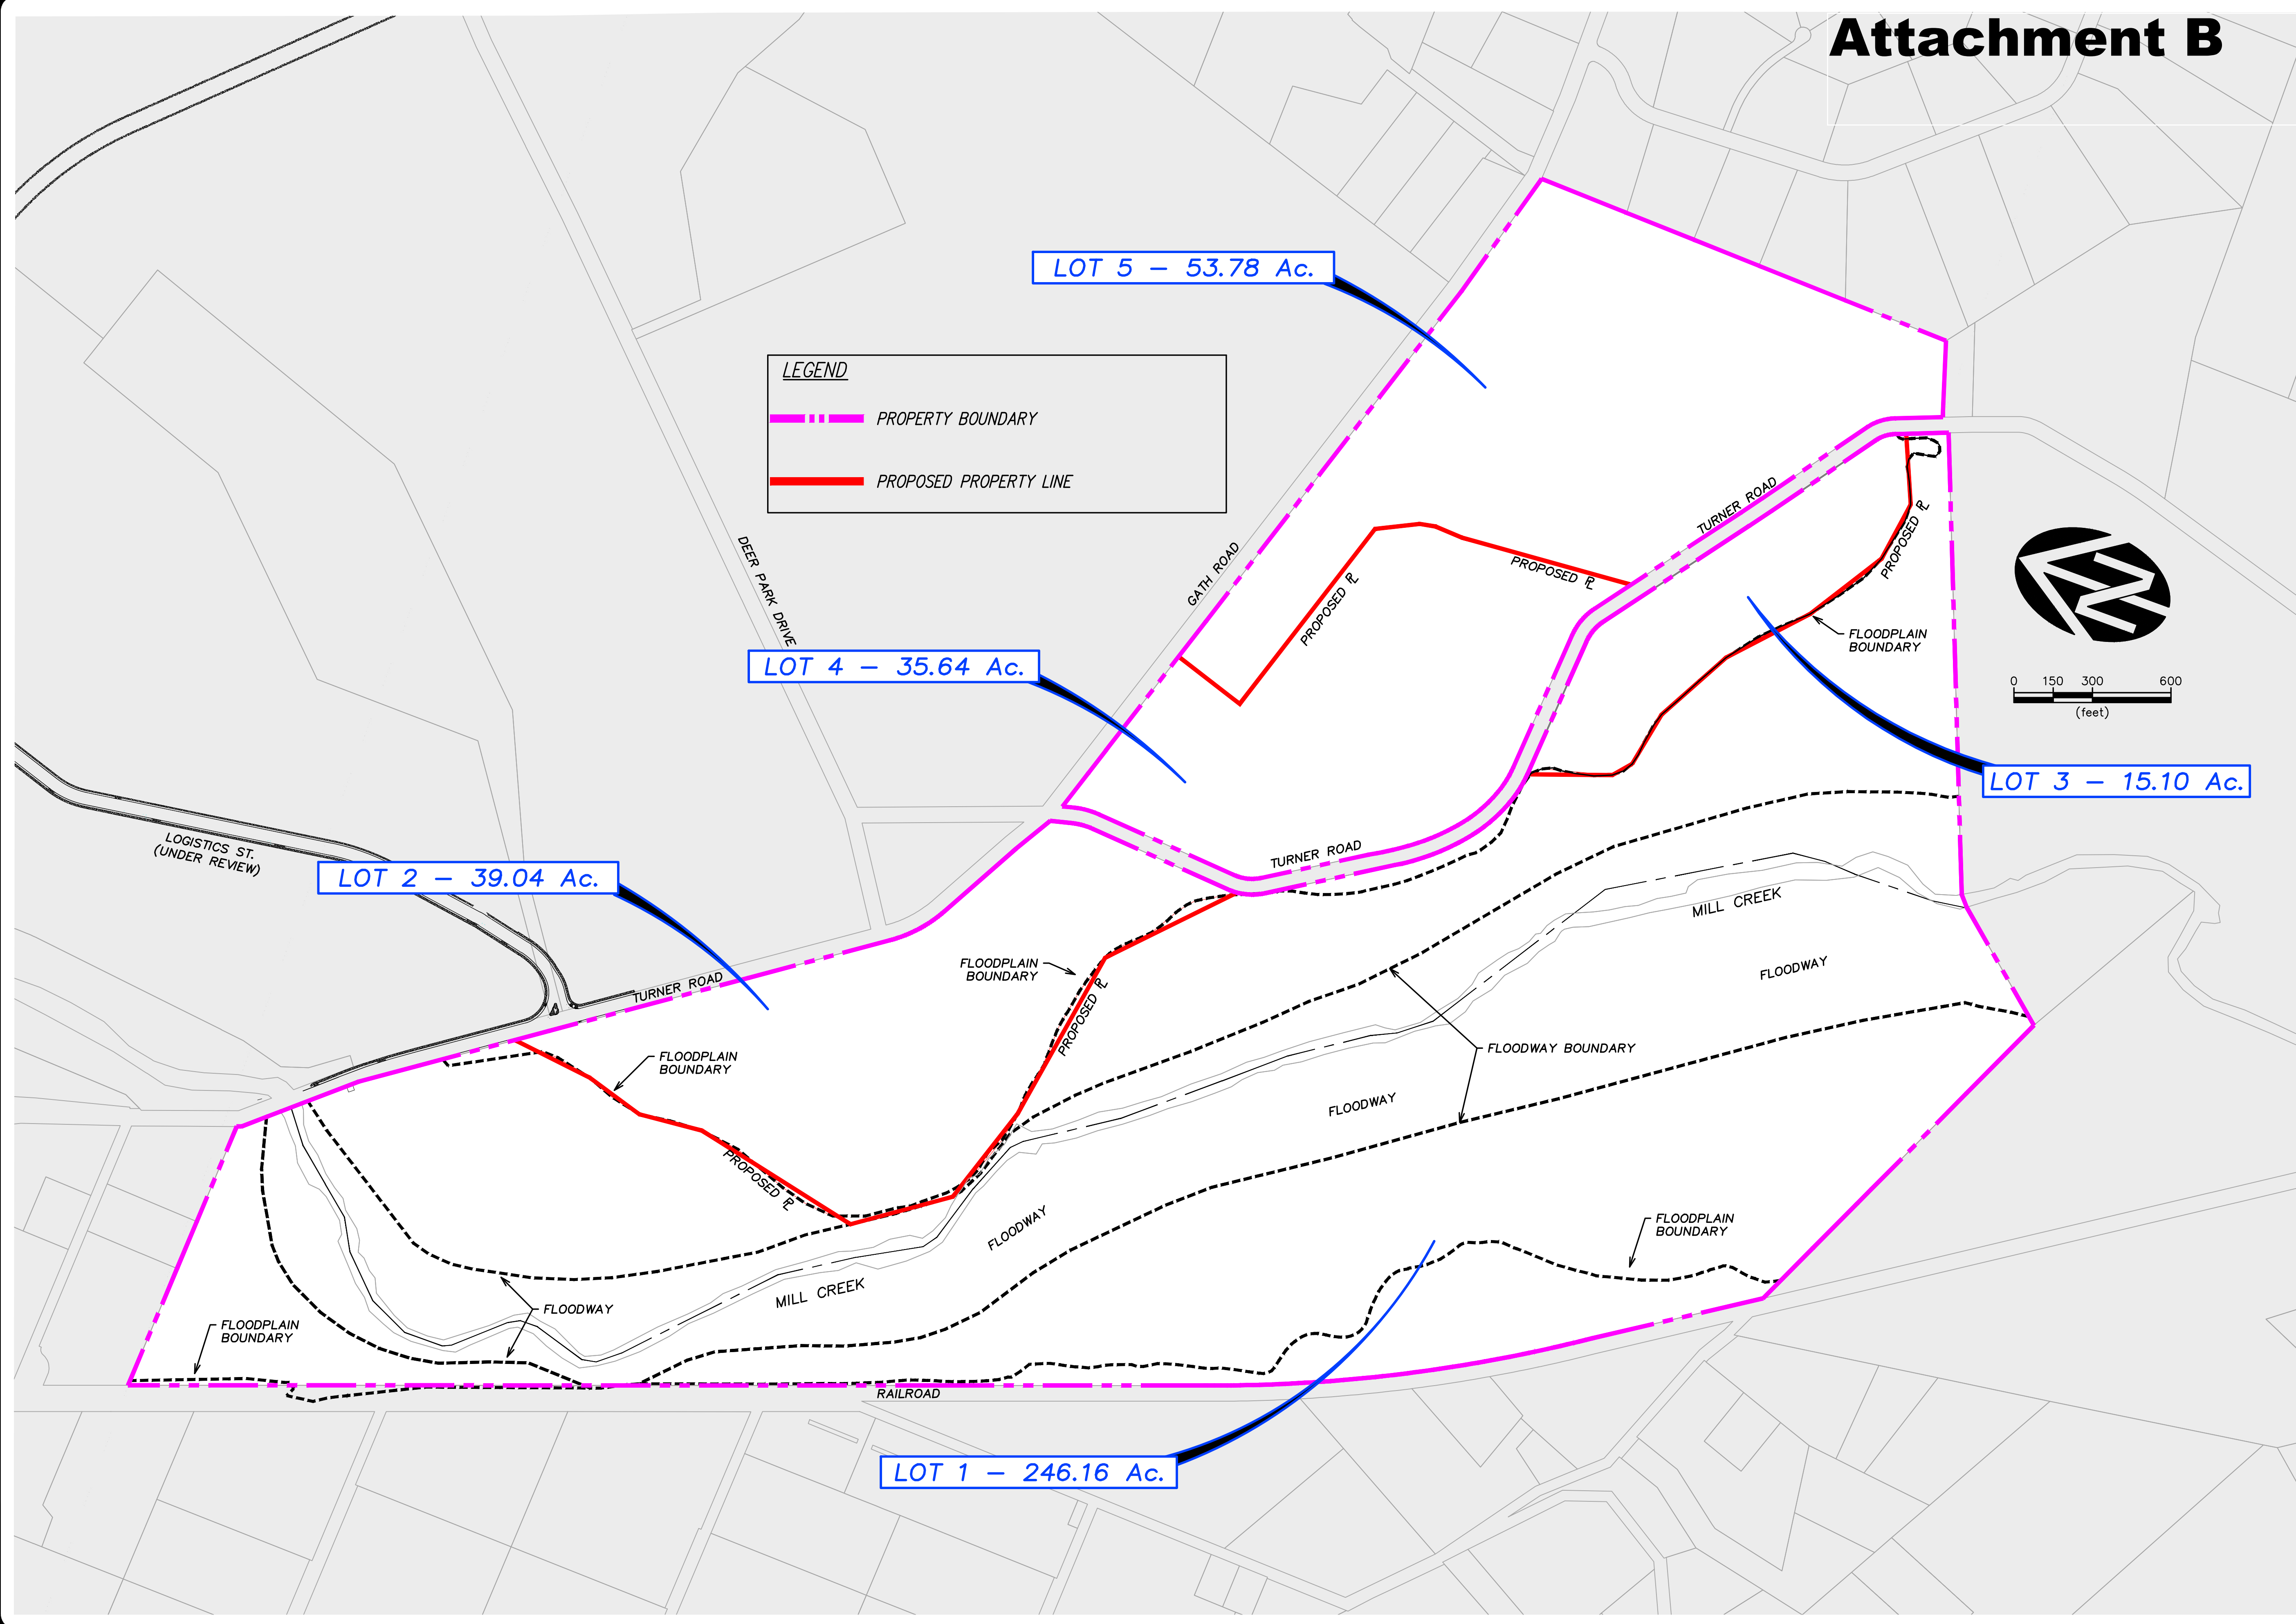 Attachment B
LOT 5 - 53.78 Ac.
LEGEND
PROPERTY BOUNDARY
PROPOSED PROPERTY LINE
TURNER ROAD
PROPOSED ⅊
GATH ROAD
DEER PARK DRIVE
PROPOSED ⅊
PROPOSED ⅊
FLOODPLAIN
BOUNDARY
LOT 4 - 35.64 Ac.
0 150 300 600
(feet)
LOT 3 - 15.10 Ac.
LOGISTICS ST.
(UNDER REVIEW)
TURNER ROAD
LOT 2 - 39.04 Ac.
MILL CREEK
FLOODPLAIN
BOUNDARY
FLOODWAY
TURNER ROAD
PROPOSED ⅊
FLOODWAY BOUNDARY
FLOODPLAIN
BOUNDARY
FLOODWAY
PROPOSED ⅊
FLOODWAY
FLOODPLAIN
BOUNDARY
MILL CREEK
FLOODWAY
FLOODPLAIN
BOUNDARY
RAILROAD
LOT 1 - 246.16 Ac.